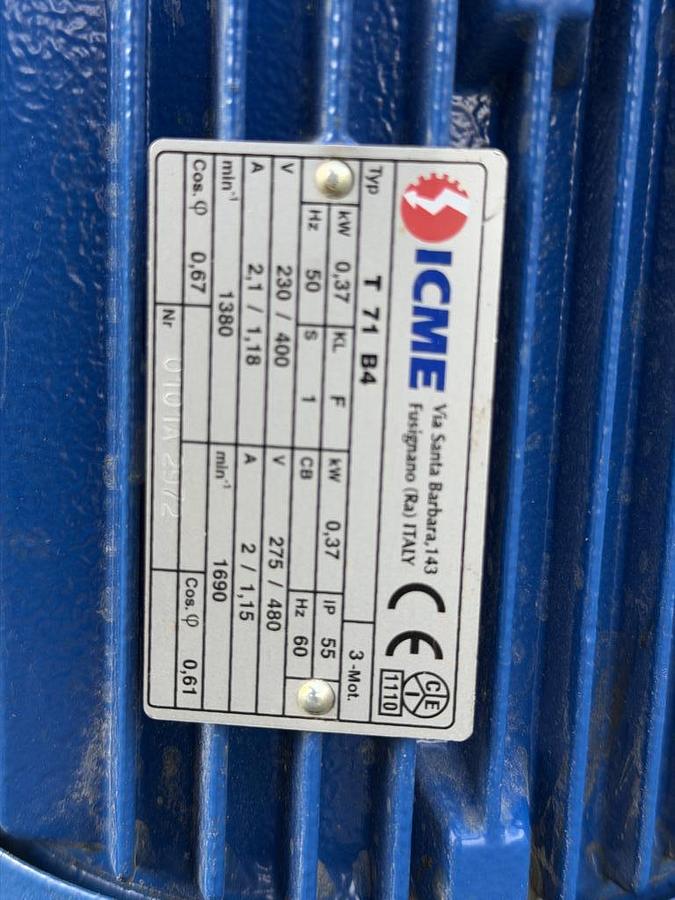 ICME
Via Santa Barbara,143
Fusignano (Ra) ITALY
CE
CEI
1110
Typ T 71 B4 3 -Mot.
kW 0,37 KL F kW 0,37 IP 55
Hz 50 S 1 CB Hz 60
V 230 / 400 V 275 / 480
A 2,1 / 1,18 A 2 / 1,15
min-1 1380 min-1 1690
Cos. φ 0,67 Cos. φ 0,61
Nr